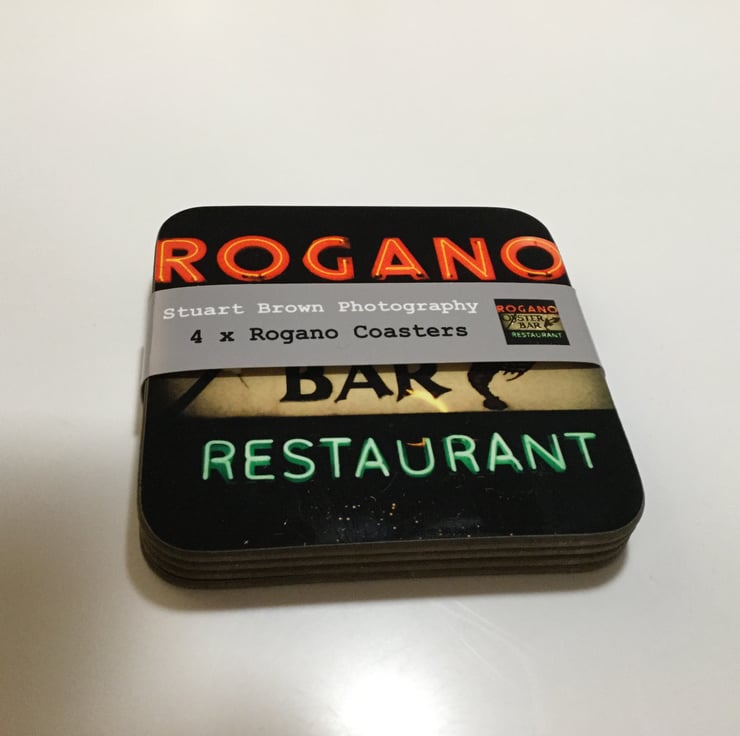 ROGANO
Stuart Brown Photography
4 x Rogano Coasters
ROGANO
OYSTER
BAR
RESTAURANT
BAR
RESTAURANT